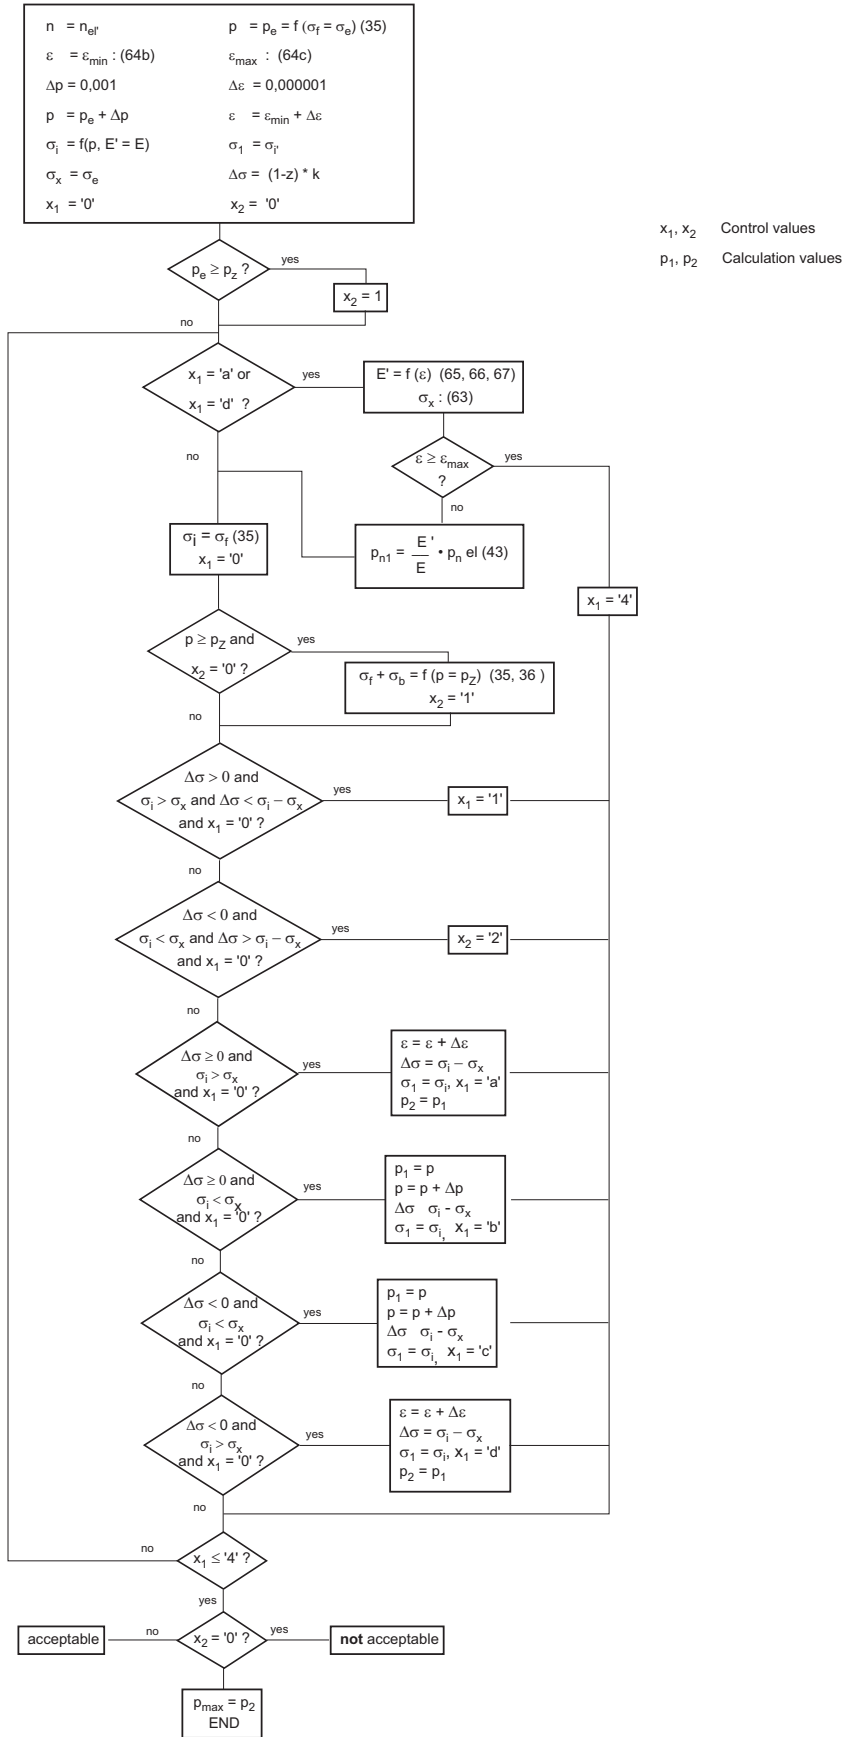 n = n_el'    p = p_e = f (σ_f = σ_e) (35)
ε = ε_min : (64b)    ε_max : (64c)
Δp = 0,001    Δε = 0,000001
p = p_e + Δp    ε = ε_min + Δε
σ_i = f(p, E' = E)    σ_1 = σ_i'
σ_x = σ_e    Δσ = (1-z) * k
x_1 = '0'    x_2 = '0'
x_1, x_2 Control values
p_1, p_2 Calculation values
p_e ≥ p_z ?
yes
x_2 = 1
no
x_1 = 'a' or
x_1 = 'd' ?
yes
E' = f (ε) (65, 66, 67)
σ_x : (63)
no
ε ≥ ε_max
?
yes
no
σ_i = σ_f (35)
x_1 = '0'
p_n1 = E' / E • p_n el (43)
x_1 = '4'
p ≥ p_Z and
x_2 = '0' ?
yes
σ_f + σ_b = f (p = p_Z) (35, 36 )
x_2 = '1'
no
Δσ > 0 and
σ_i > σ_x and Δσ < σ_i – σ_x
and x_1 = '0' ?
yes
x_1 = '1'
no
Δσ < 0 and
σ_i < σ_x and Δσ > σ_i – σ_x
and x_1 = '0' ?
yes
x_2 = '2'
no
Δσ ≥ 0 and
σ_i > σ_x
and x_1 = '0' ?
yes
ε = ε + Δε
Δσ = σ_i – σ_x
σ_1 = σ_i, x_1 = 'a'
p_2 = p_1
no
Δσ ≥ 0 and
σ_i < σ_x
and x_1 = '0' ?
yes
p_1 = p
p = p + Δp
Δσ σ_i - σ_x
σ_1 = σ_i, x_1 = 'b'
no
Δσ < 0 and
σ_i < σ_x
and x_1 = '0' ?
yes
p_1 = p
p = p + Δp
Δσ σ_i - σ_x
σ_1 = σ_i, x_1 = 'c'
no
Δσ < 0 and
σ_i > σ_x
and x_1 = '0' ?
yes
ε = ε + Δε
Δσ = σ_i – σ_x
σ_1 = σ_i, x_1 = 'd'
p_2 = p_1
no
x_1 ≤ '4' ?
no
yes
x_2 = '0' ?
no
acceptable
yes
not acceptable
p_max = p_2
END